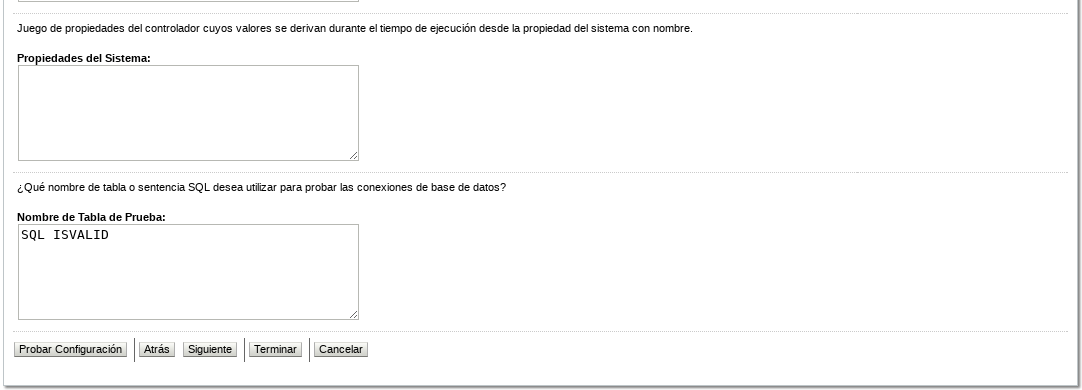 Juego de propiedades del controlador cuyos valores se derivan durante el tiempo de ejecución desde la propiedad del sistema con nombre.
Propiedades del Sistema:
¿Qué nombre de tabla o sentencia SQL desea utilizar para probar las conexiones de base de datos?
Nombre de Tabla de Prueba:
SQL ISVALID
Probar Configuración Atrás Siguiente Terminar Cancelar